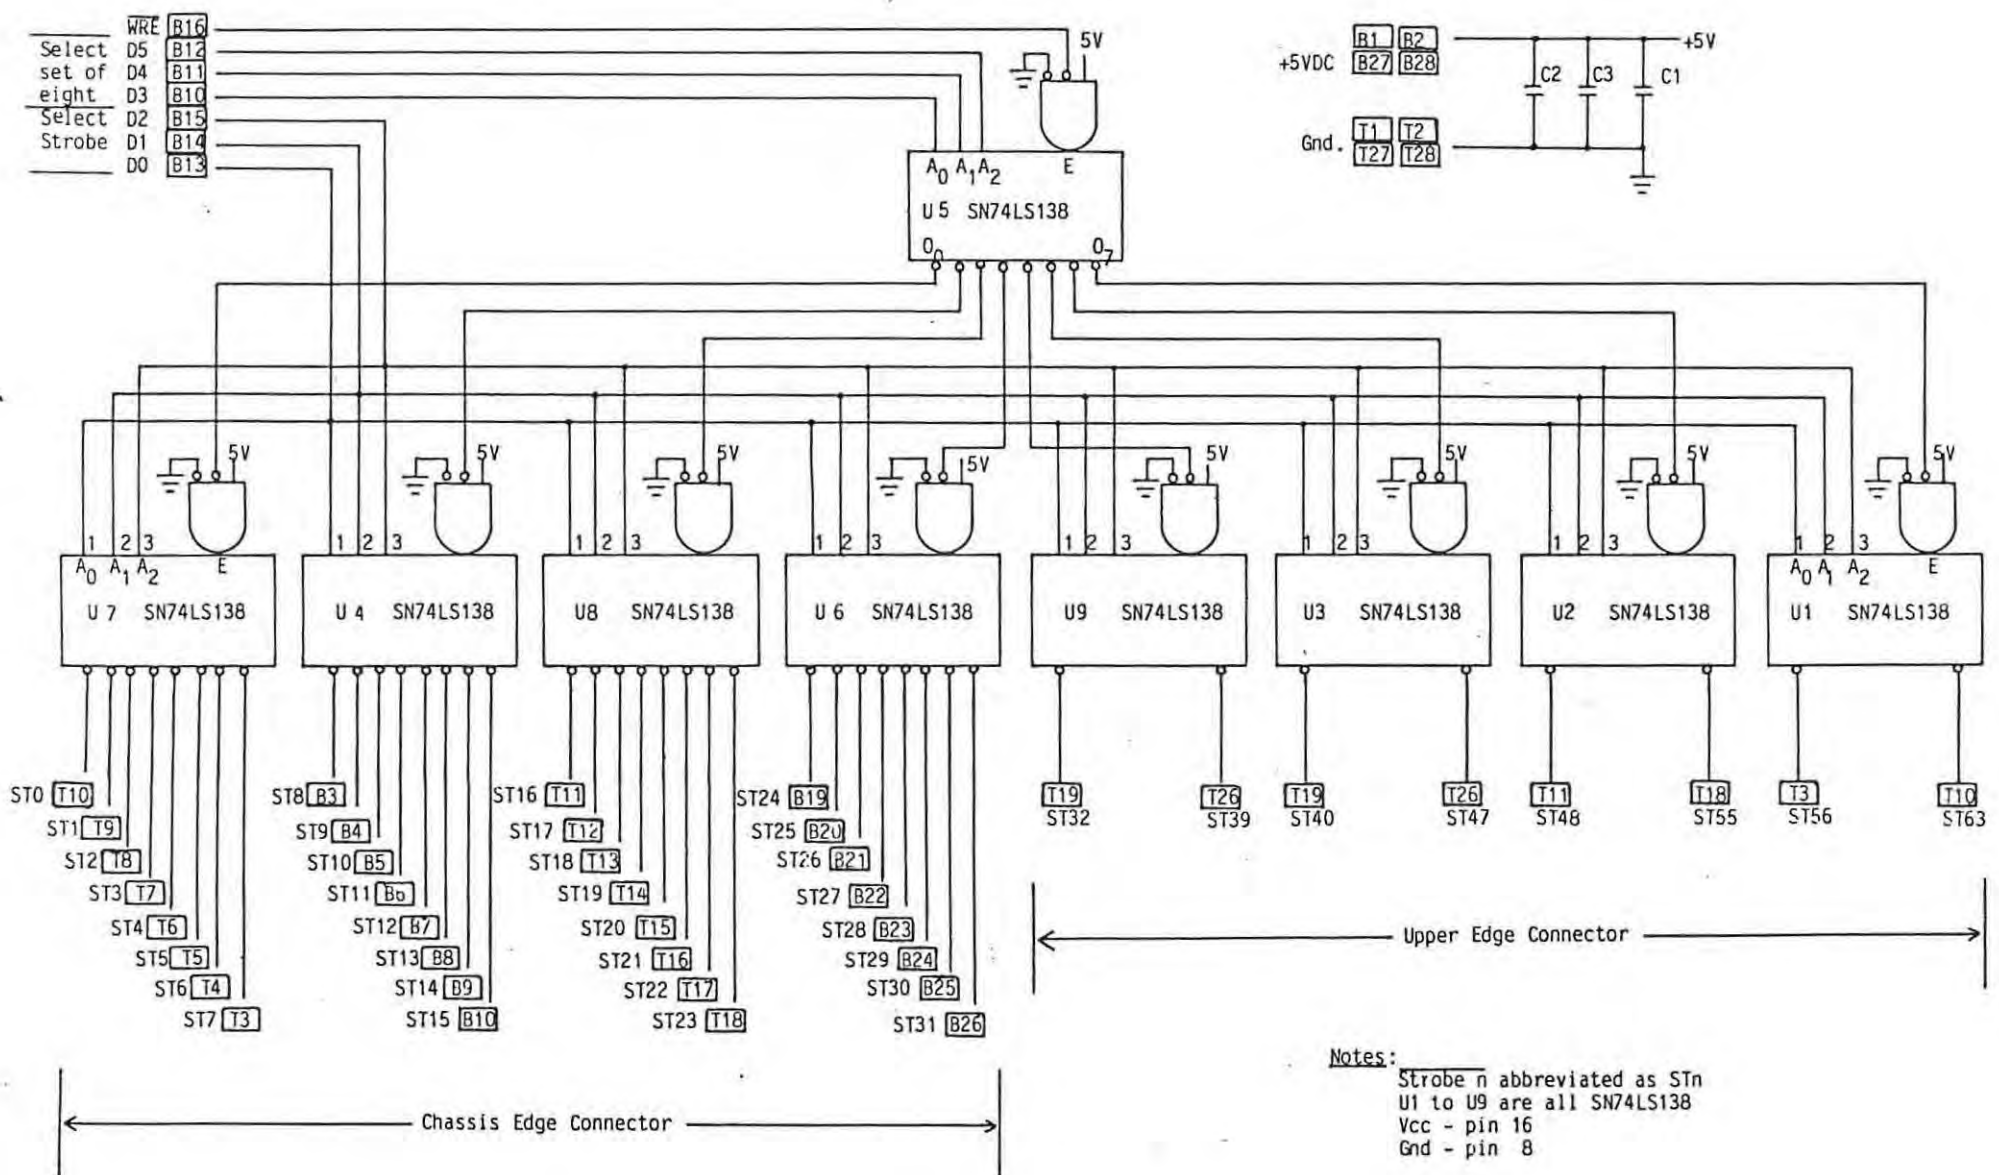 WRE B16
Select D5 B12
set of D4 B11
eight D3 B10
Select D2 B15
Strobe D1 B14
D0 B13
5V
A0 A1 A2 E
U5 SN74LS138
O0 O7
B1 B2
+5VDC B27 B28
Gnd. T1 T2
T27 T28
C2 C3 C1
+5V
5V 5V 5V 5V 5V 5V 5V 5V
1 2 3 1 2 3 1 2 3 1 2 3 1 2 3 1 2 3 1 2 3 1 2 3
A0 A1 A2 E
U7 SN74LS138
U4 SN74LS138
U8 SN74LS138
U6 SN74LS138
U9 SN74LS138
U3 SN74LS138
U2 SN74LS138
A0 A1 A2 E
U1 SN74LS138
ST0 T10
ST1 T9
ST2 T8
ST3 T7
ST4 T6
ST5 T5
ST6 T4
ST7 T3
ST8 B3
ST9 B4
ST10 B5
ST11 B6
ST12 B7
ST13 B8
ST14 B9
ST15 B10
ST16 T11
ST17 T12
ST18 T13
ST19 T14
ST20 T15
ST21 T16
ST22 T17
ST23 T18
ST24 B19
ST25 B20
ST26 B21
ST27 B22
ST28 B23
ST29 B24
ST30 B25
ST31 B26
T19 T26 T19 T26 T11 T18 T3 T10
ST32 ST39 ST40 ST47 ST48 ST55 ST56 ST63
Upper Edge Connector
Chassis Edge Connector
Notes:
Strobe n abbreviated as STn
U1 to U9 are all SN74LS138
Vcc - pin 16
Gnd - pin 8